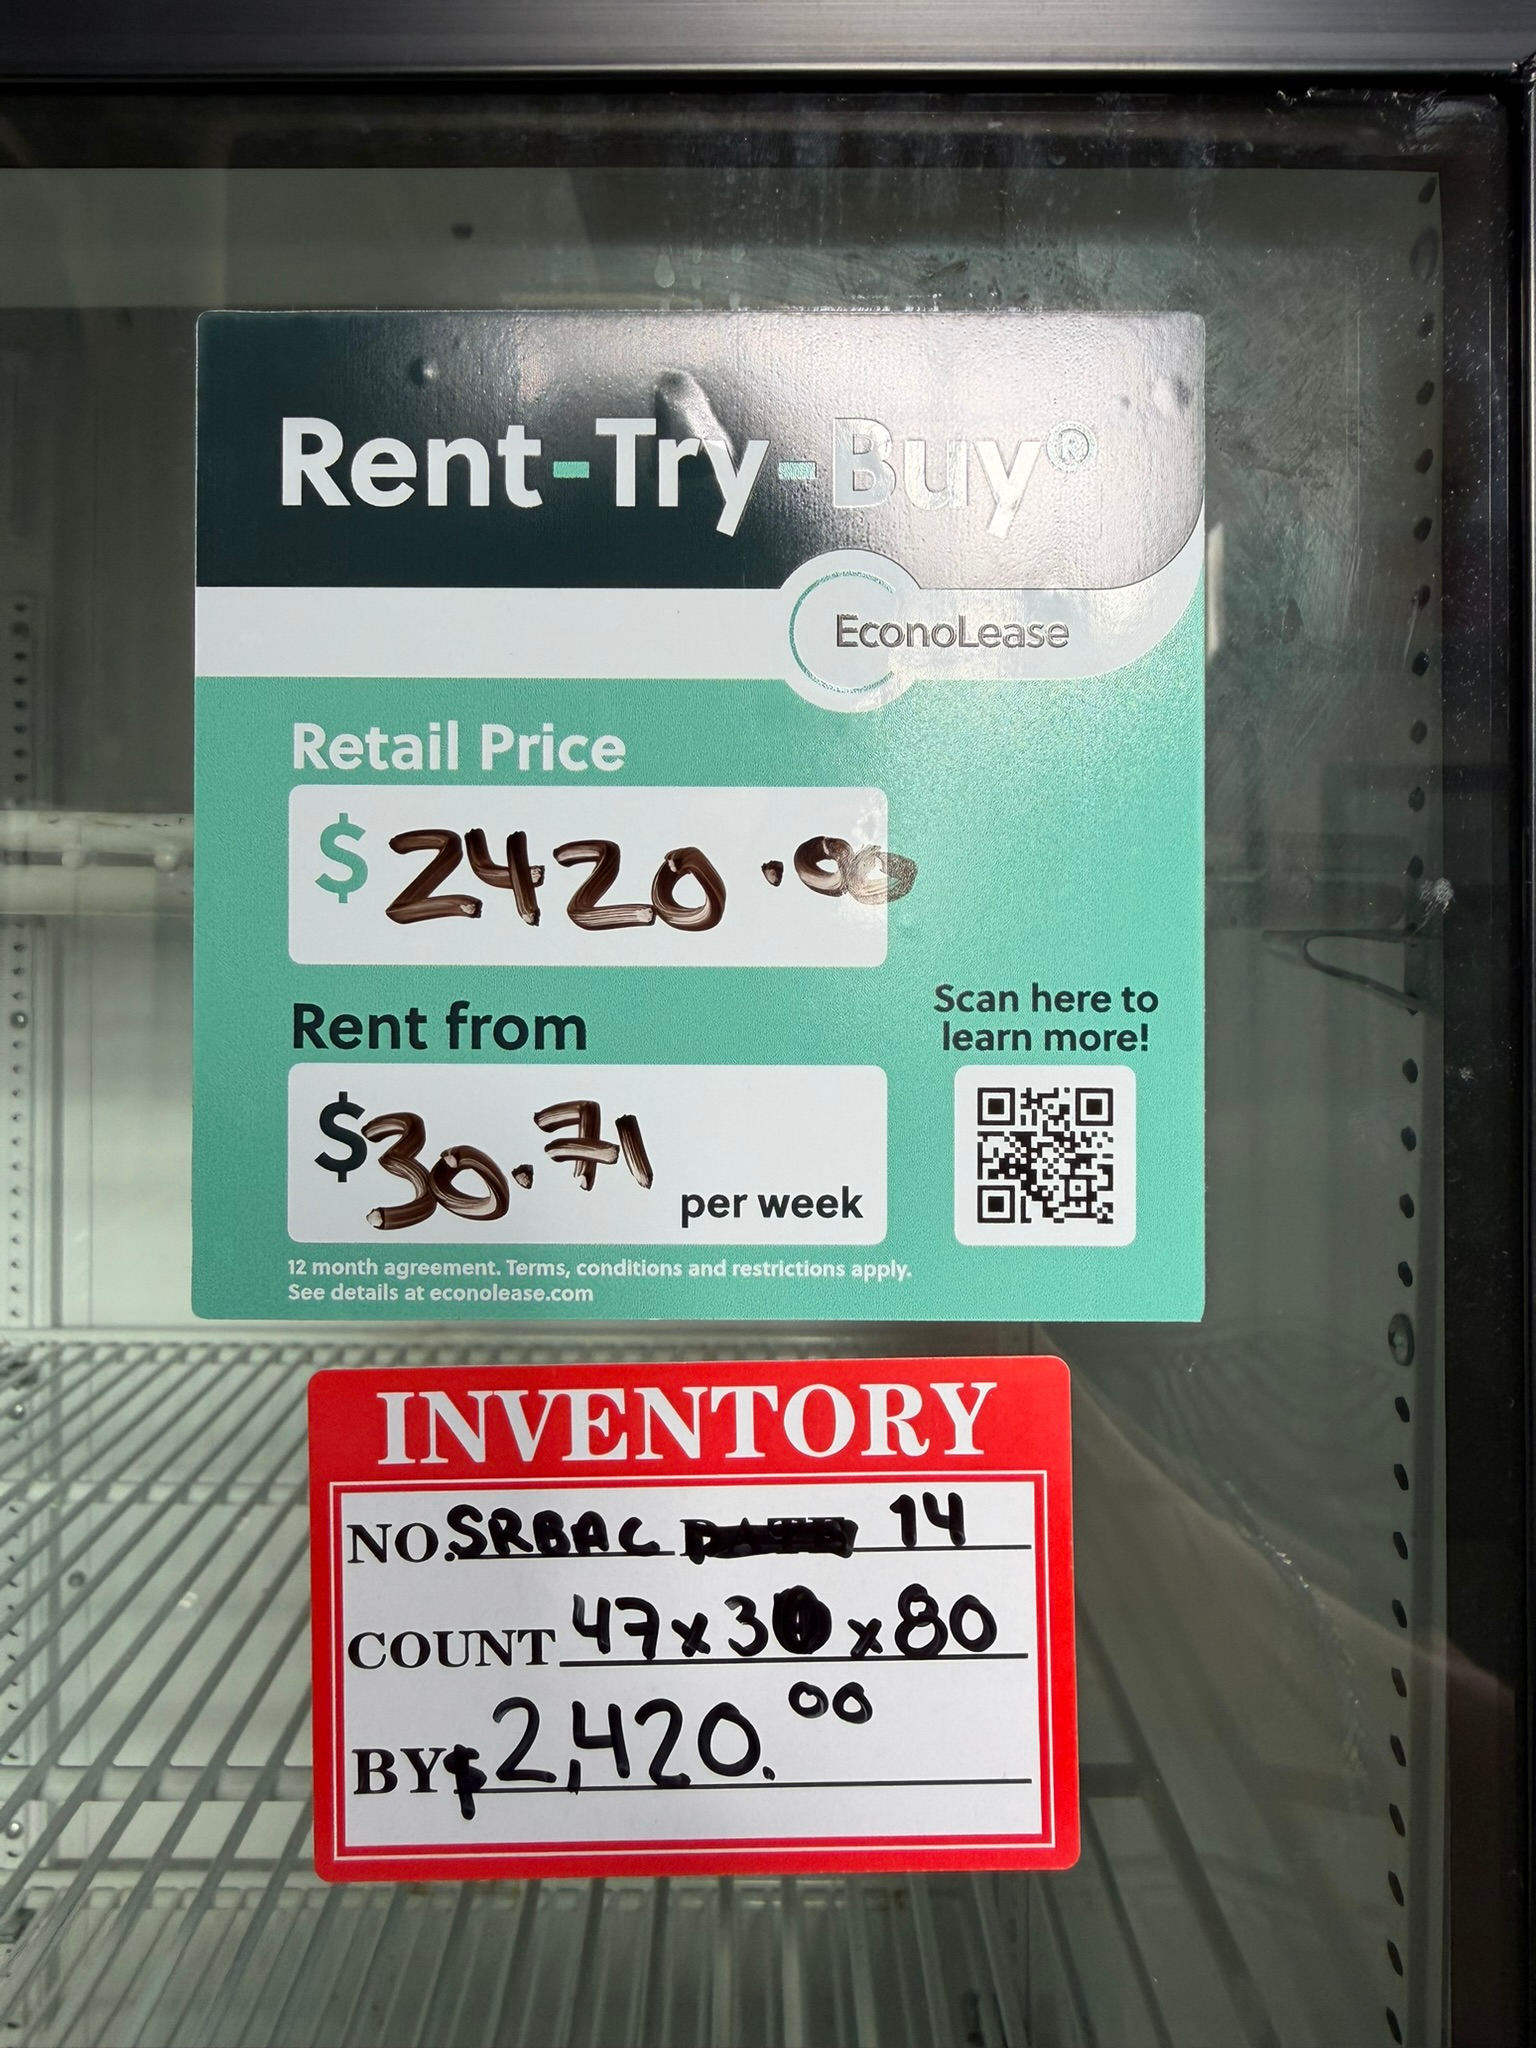 Rent-Try-Buy®
EconoLease
Retail Price
$ 2420.00
Rent from
$30.71 per week
Scan here to
learn more!
12 month agreement. Terms, conditions and restrictions apply.
See details at econolease.com
INVENTORY
NO. SRBAC 14
COUNT 47x30x80
BY $2,420.00